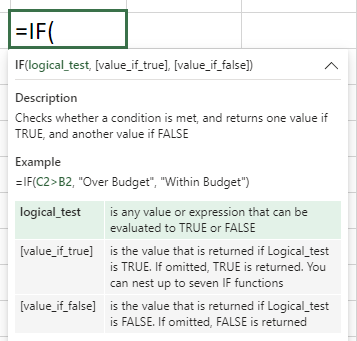 =IF(
IF(logical_test, [value_if_true], [value_if_false])
Description
Checks whether a condition is met, and returns one value if
TRUE, and another value if FALSE
Example
=IF(C2>B2, "Over Budget", "Within Budget")
logical_test is any value or expression that can be
evaluated to TRUE or FALSE
[value_if_true] is the value that is returned if Logical_test
is TRUE. If omitted, TRUE is returned. You
can nest up to seven IF functions
[value_if_false] is the value that is returned if Logical_test
is FALSE. If omitted, FALSE is returned